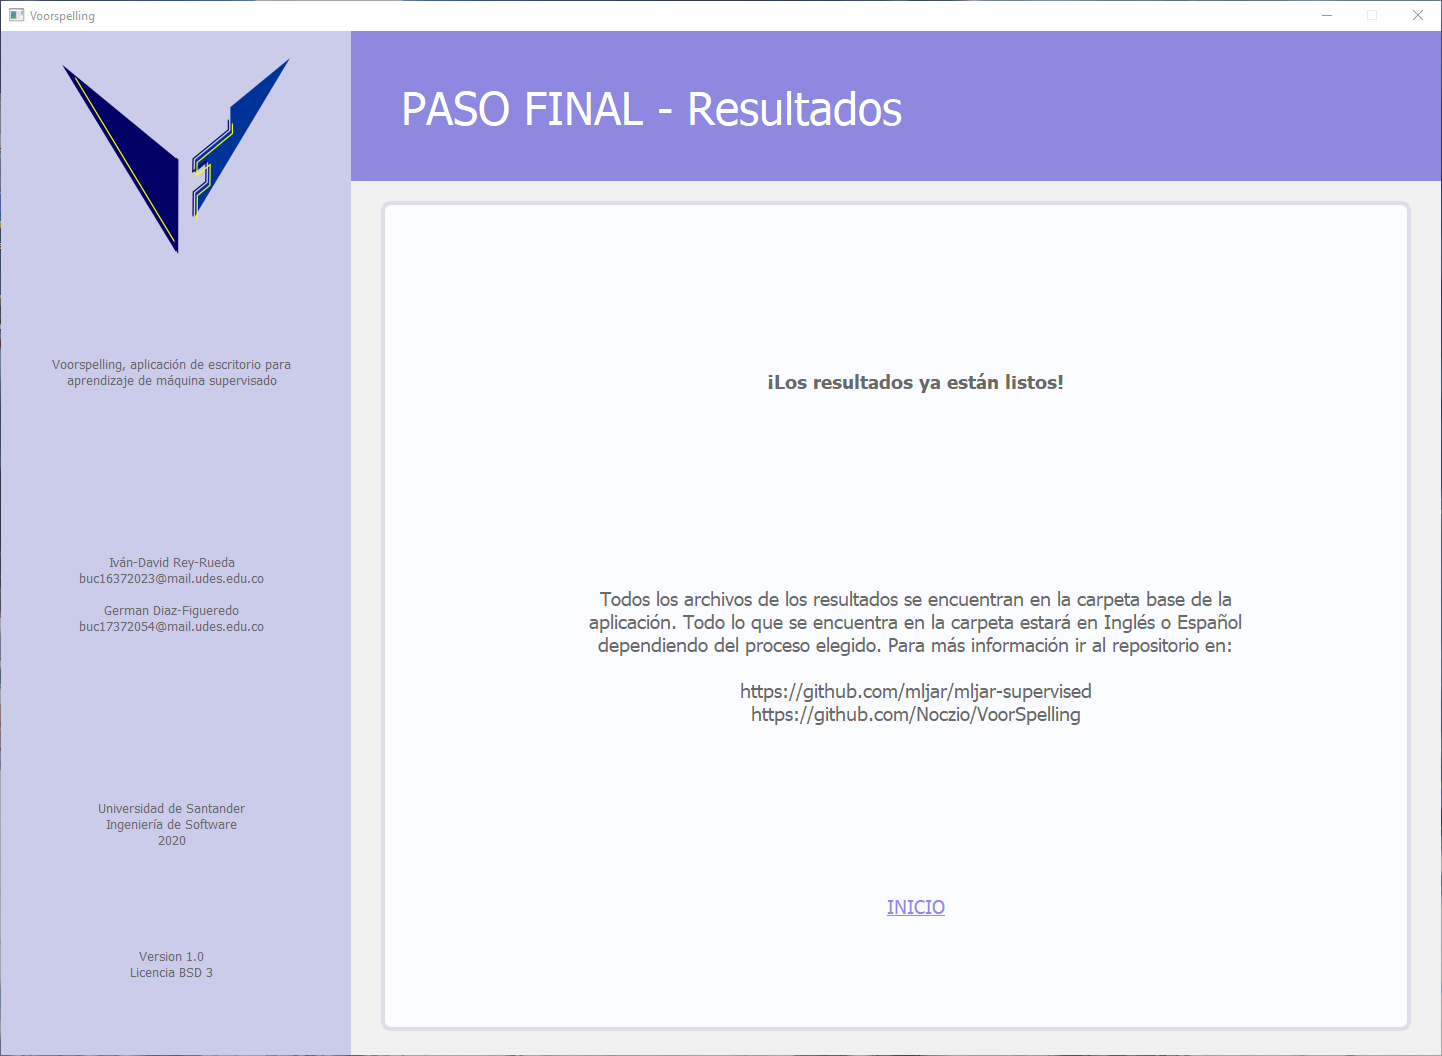 Voorspelling
PASO FINAL - Resultados
Voorspelling, aplicación de escritorio para
aprendizaje de máquina supervisado
Iván-David Rey-Rueda
buc16372023@mail.udes.edu.co
German Diaz-Figueredo
buc17372054@mail.udes.edu.co
Universidad de Santander
Ingeniería de Software
2020
Version 1.0
Licencia BSD 3
¡Los resultados ya están listos!
Todos los archivos de los resultados se encuentran en la carpeta base de la
aplicación. Todo lo que se encuentra en la carpeta estará en Inglés o Español
dependiendo del proceso elegido. Para más información ir al repositorio en:
https://github.com/mljar/mljar-supervised
https://github.com/Noczio/VoorSpelling
INICIO